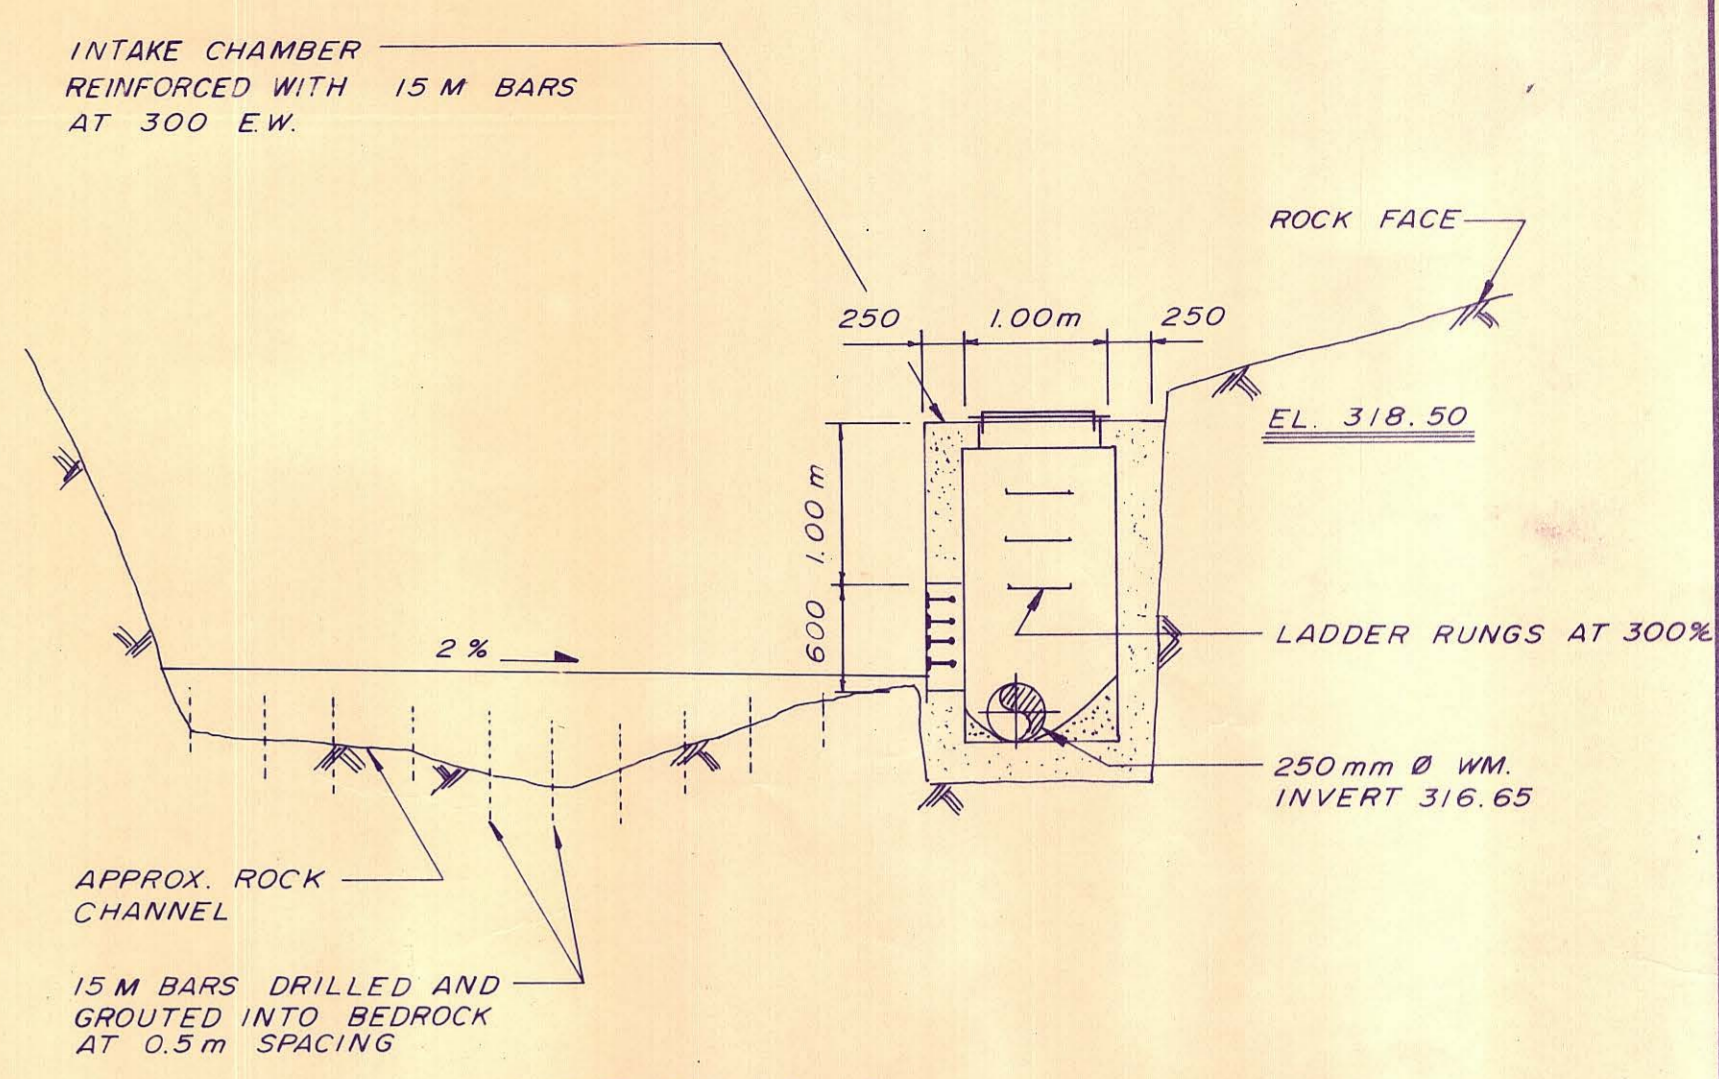 INTAKE CHAMBER
REINFORCED WITH 15 M BARS
AT 300 E.W.
ROCK FACE
250 1.00m 250
EL. 318.50
1.00 m
600
2%
LADDER RUNGS AT 300%
250mm Ø WM.
INVERT 316.65
APPROX. ROCK
CHANNEL
15 M BARS DRILLED AND
GROUTED INTO BEDROCK
AT 0.5m SPACING